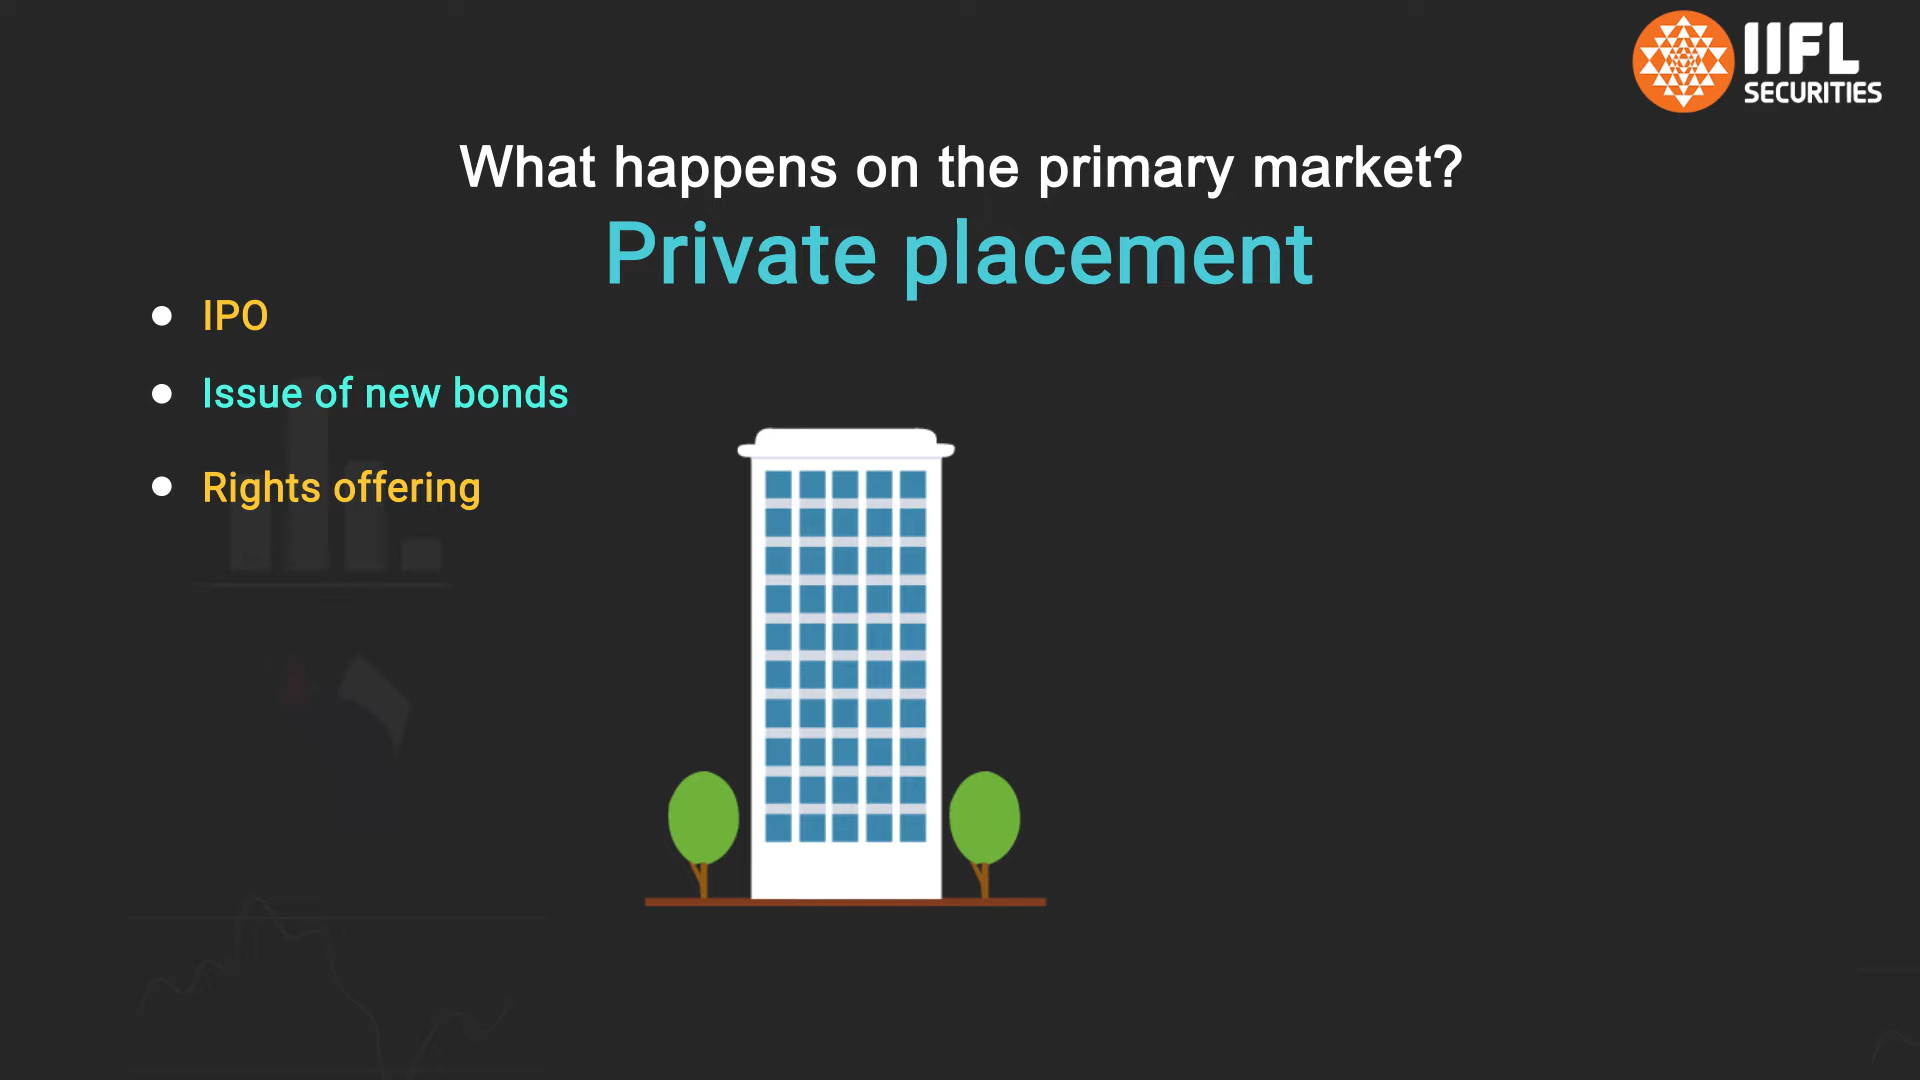 IIFL
SECURITIES
What happens on the primary market?
Private placement
IPO
Issue of new bonds
Rights offering